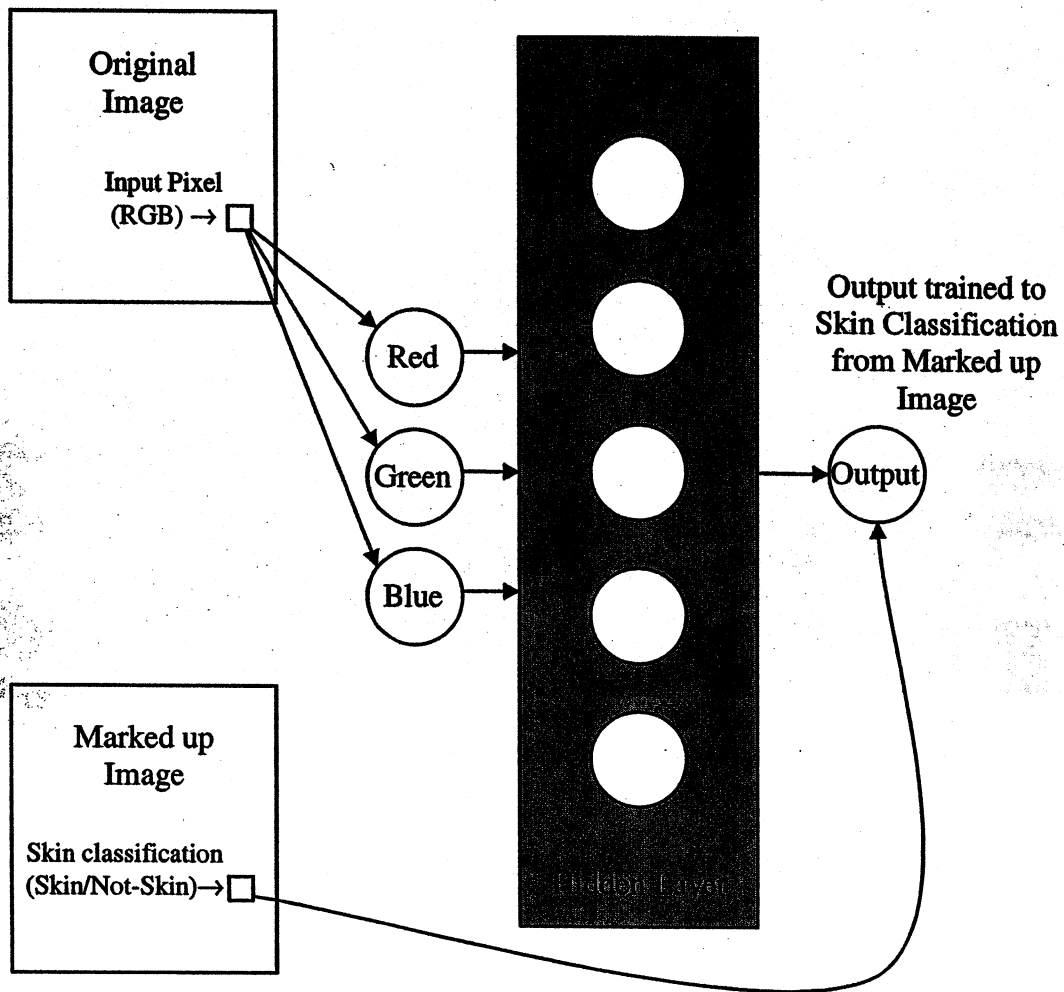 Original
Image
Input Pixel
(RGB) →
Red
Green
Blue
Hidden Layer
Output trained to
Skin Classification
from Marked up
Image
Output
Marked up
Image
Skin classification
(Skin/Not-Skin)→